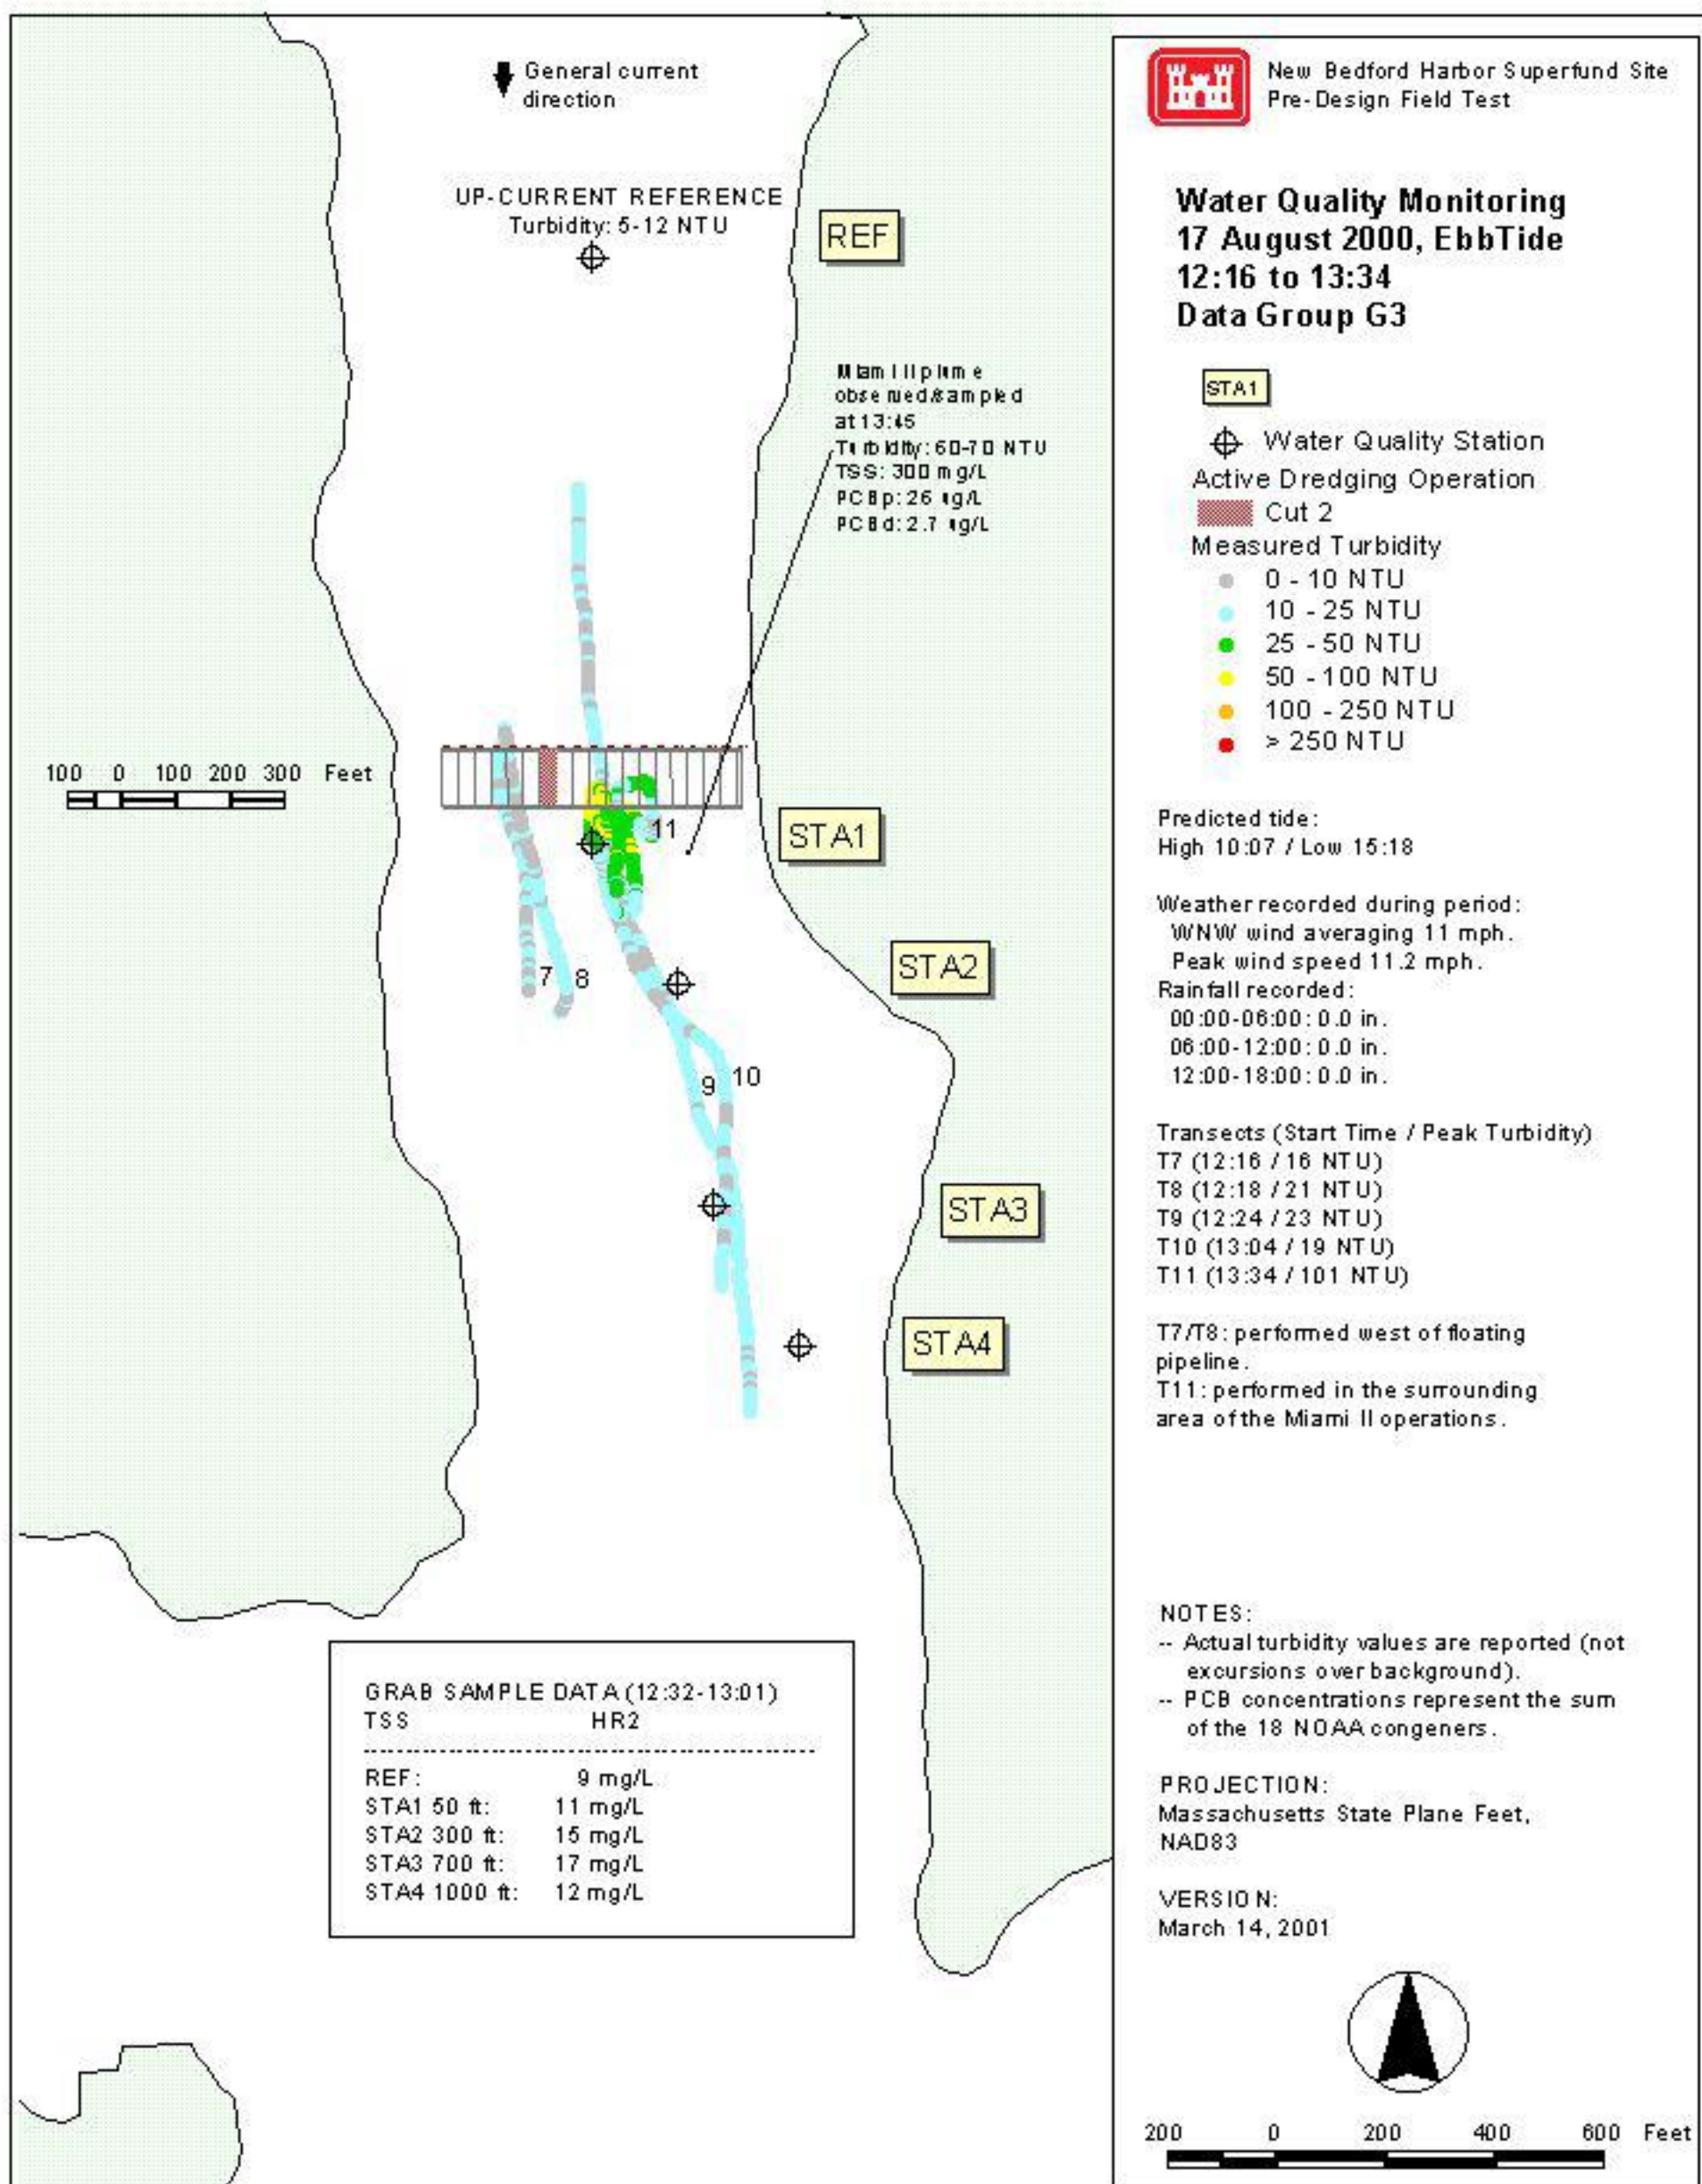 General current
direction
UP-CURRENT REFERENCE
Turbidity: 5-12 NTU
REF
Miam I II plume
observed/sampled
at 13:45
Turbidity: 60-70 NTU
TSS: 300 mg/L
PCBp: 26 ug/L
PCBd: 2.7 ug/L
100 0 100 200 300 Feet
11
STA1
STA2
7
8
9
10
STA3
STA4
GRAB SAMPLE DATA (12:32-13:01)
TSS HR2
REF: 9 mg/L
STA1 50 ft: 11 mg/L
STA2 300 ft: 15 mg/L
STA3 700 ft: 17 mg/L
STA4 1000 ft: 12 mg/L
New Bedford Harbor Superfund Site
Pre-Design Field Test
Water Quality Monitoring
17 August 2000, EbbTide
12:16 to 13:34
Data Group G3
STA1
Water Quality Station
Active Dredging Operation
Cut 2
Measured Turbidity
0 - 10 NTU
10 - 25 NTU
25 - 50 NTU
50 - 100 NTU
100 - 250 NTU
> 250 NTU
Predicted tide:
High 10:07 / Low 15:18
Weather recorded during period:
WNW wind averaging 11 mph.
Peak wind speed 11.2 mph.
Rainfall recorded:
00:00-06:00: 0.0 in.
06:00-12:00: 0.0 in.
12:00-18:00: 0.0 in.
Transects (Start Time / Peak Turbidity)
T7 (12:16 / 16 NTU)
T8 (12:18 / 21 NTU)
T9 (12:24 / 23 NTU)
T10 (13:04 / 19 NTU)
T11 (13:34 / 101 NTU)
T7/T8: performed west of floating
pipeline.
T11: performed in the surrounding
area of the Miami II operations.
NOTES:
-- Actual turbidity values are reported (not
excursions over background).
-- PCB concentrations represent the sum
of the 18 NOAA congeners.
PROJECTION:
Massachusetts State Plane Feet,
NAD83
VERSION:
March 14, 2001
200 0 200 400 600 Feet